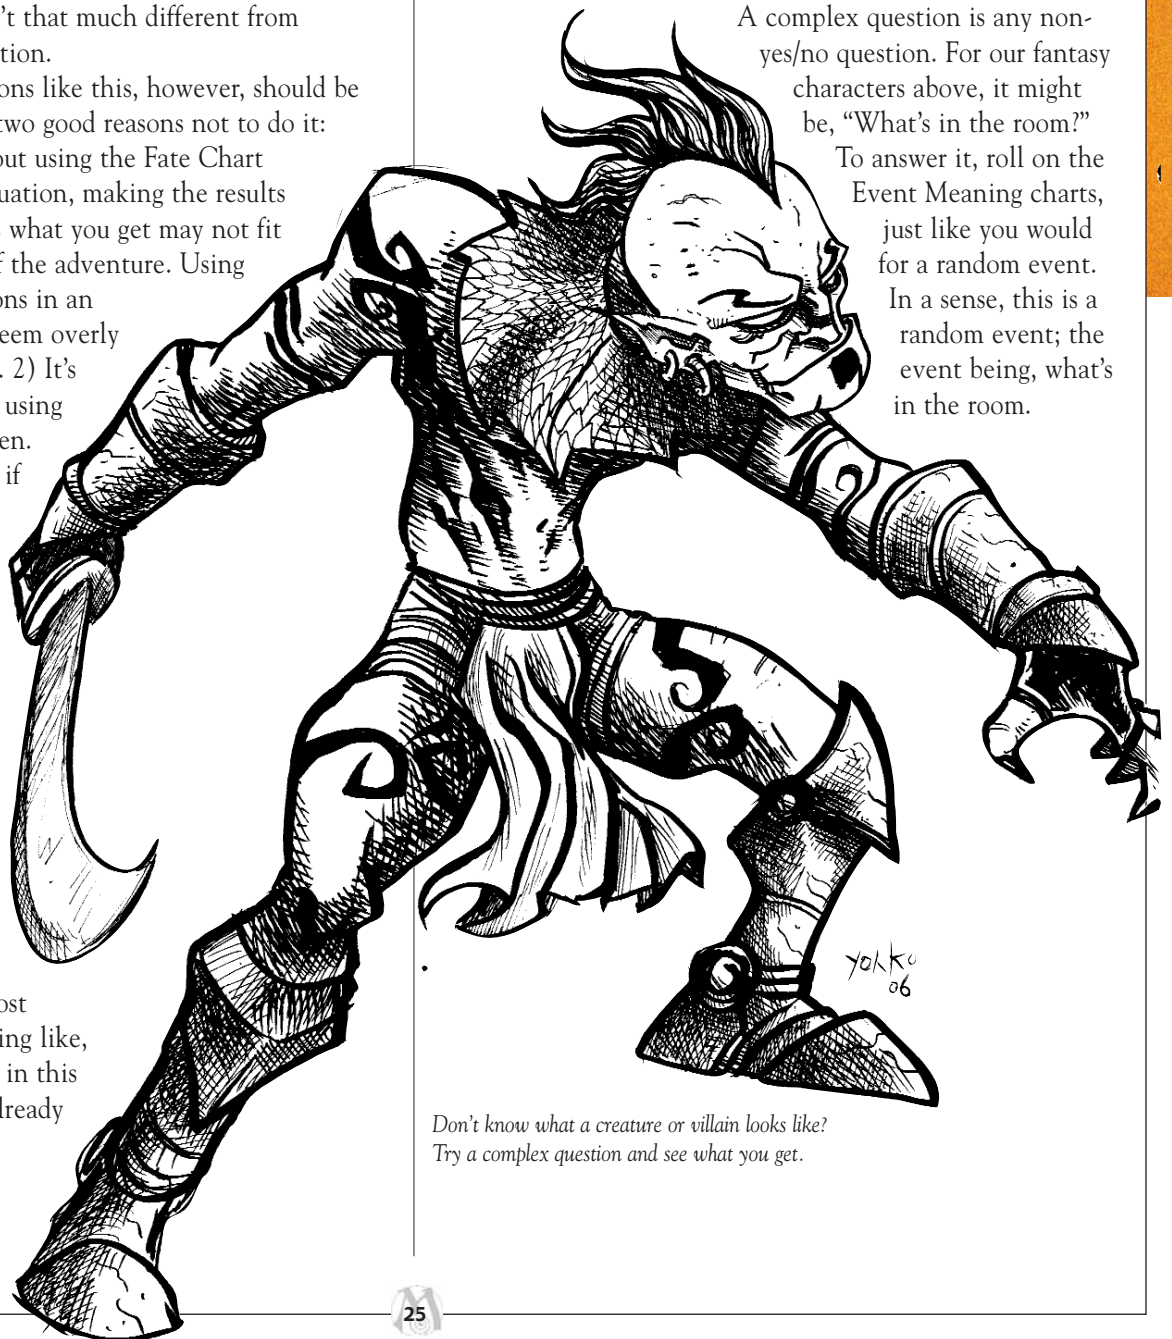 't that much different from
tion.
ons like this, however, should be
two good reasons not to do it:
out using the Fate Chart
uation, making the results
what you get may not fit
f the adventure. Using
ons in an
eem overly
. 2) It's
using
en.
if
ost
ing like,
in this
lready
A complex question is any non-
yes/no question. For our fantasy
characters above, it might
be, “What's in the room?”
To answer it, roll on the
Event Meaning charts,
just like you would
for a random event.
In a sense, this is a
random event; the
event being, what's
in the room.
06
Don't know what a creature or villain looks like?
Try a complex question and see what you get.
25